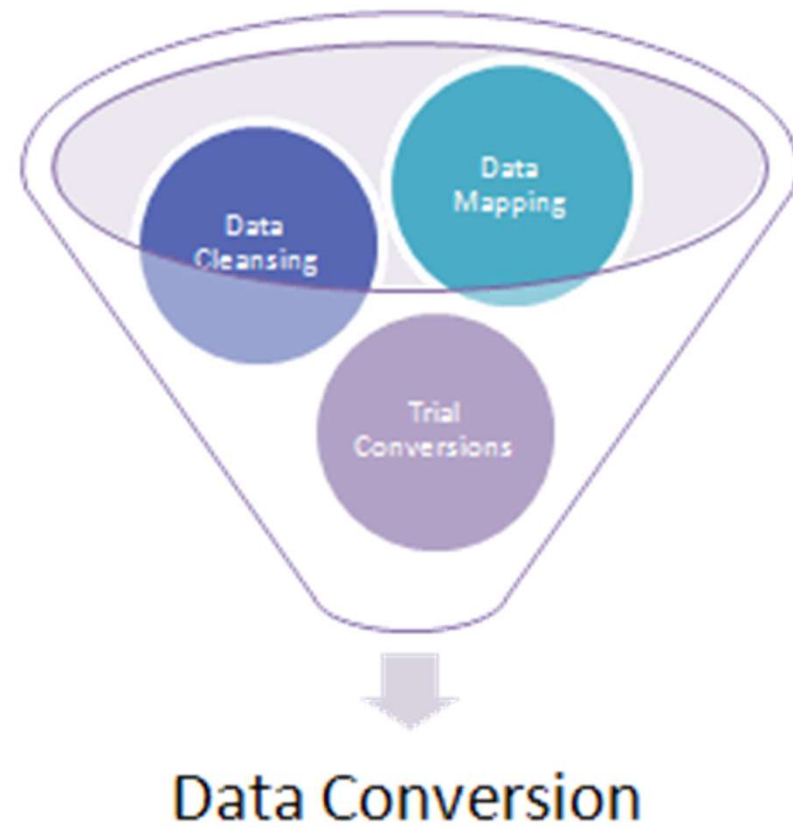 Data
Mapping
Data
Cleansing
Trial
Conversions
Data Conversion